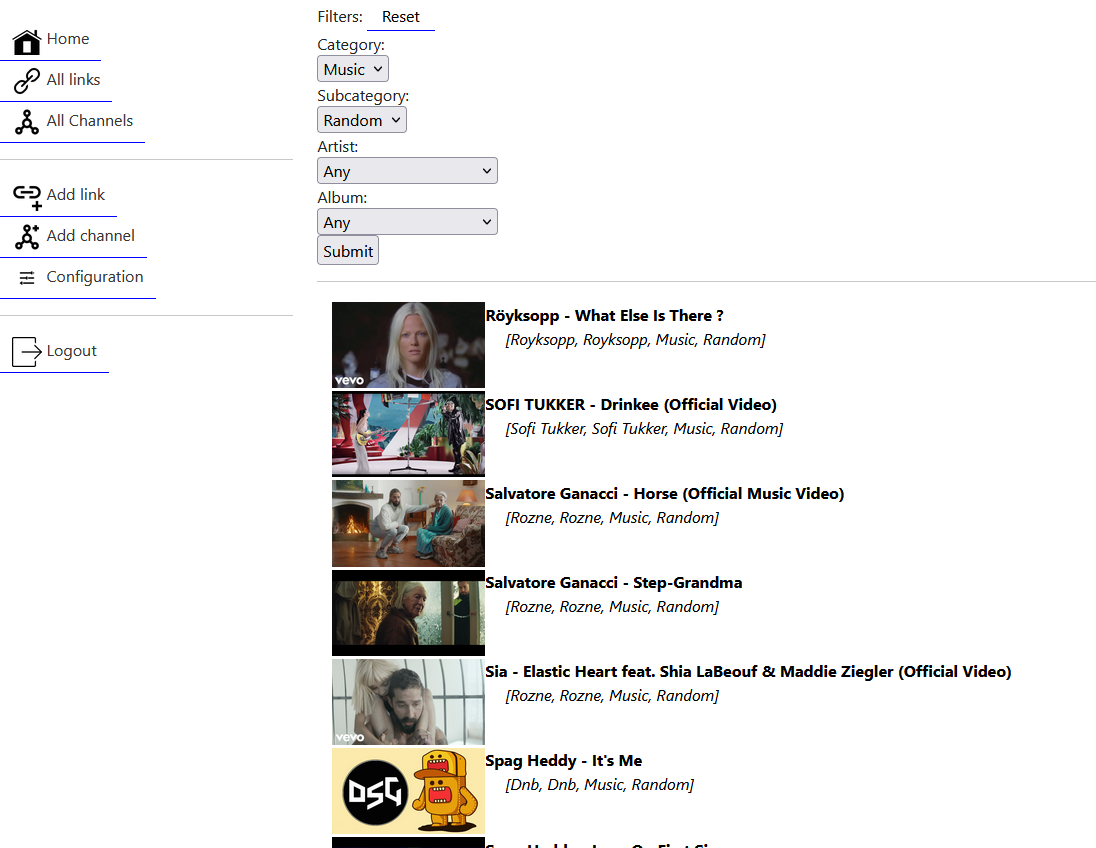 Home
All links
All Channels
Add link
Add channel
Configuration
Logout
Filters: Reset
Category:
Music
Subcategory:
Random
Artist:
Any
Album:
Any
Submit
Röyksopp - What Else Is There ?
[Royksopp, Royksopp, Music, Random]
vevo
SOFI TUKKER - Drinkee (Official Video)
[Sofi Tukker, Sofi Tukker, Music, Random]
Salvatore Ganacci - Horse (Official Music Video)
[Rozne, Rozne, Music, Random]
Salvatore Ganacci - Step-Grandma
[Rozne, Rozne, Music, Random]
Sia - Elastic Heart feat. Shia LaBeouf & Maddie Ziegler (Official Video)
[Rozne, Rozne, Music, Random]
vevo
Spag Heddy - It's Me
[Dnb, Dnb, Music, Random]
DSG